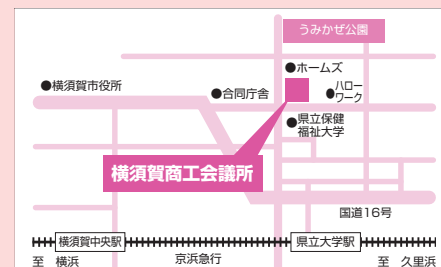 うみかぜ公園
●ホームズ
●横須賀市役所
●合同庁舎
●ハロー
ワーク
●県立保健
福祉大学
横須賀商工会議所
国道16号
横須賀中央駅
県立大学駅
至 横浜
京浜急行
至 久里浜